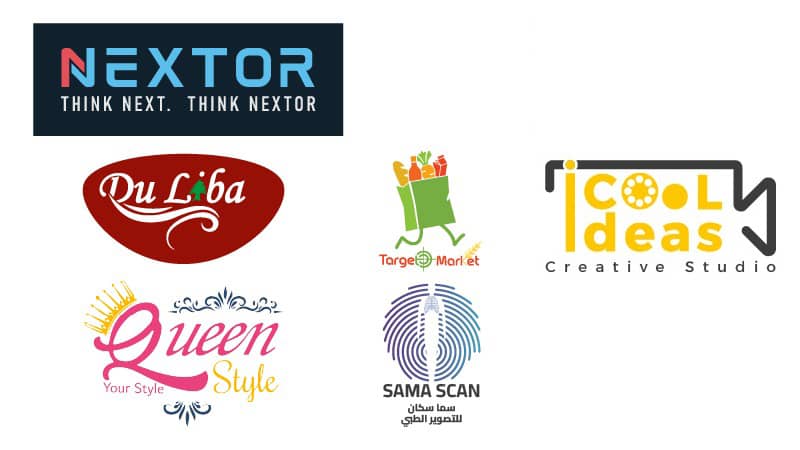 NEXTOR
THINK NEXT. THINK NEXTOR
Du Liba
Target Market
iCOOL
Ideas
Creative Studio
Queen
Your Style
Style
SAMA SCAN
سما سكان
للتصوير الطبي